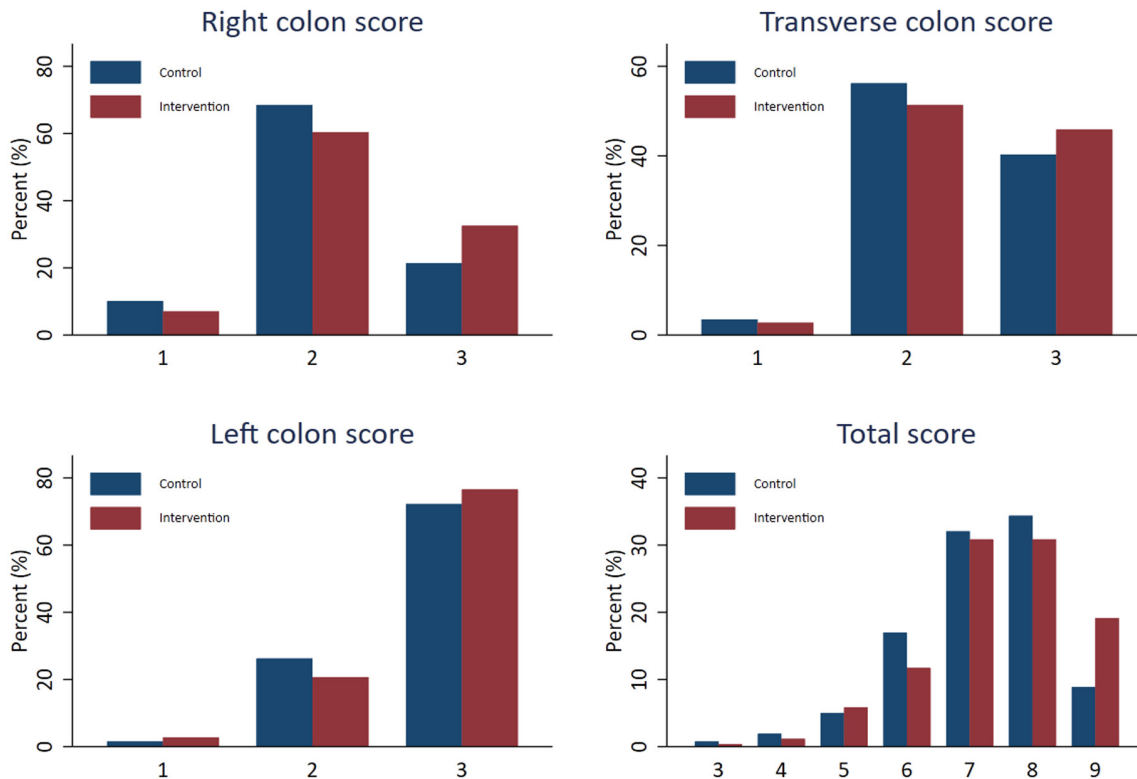 Right colon score
Control
Intervention
Percent (%)
80
60
40
20
0
1 2 3
Transverse colon score
Control
Intervention
Percent (%)
60
40
20
0
1 2 3
Left colon score
Control
Intervention
Percent (%)
80
60
40
20
0
1 2 3
Total score
Control
Intervention
Percent (%)
40
30
20
10
0
3 4 5 6 7 8 9